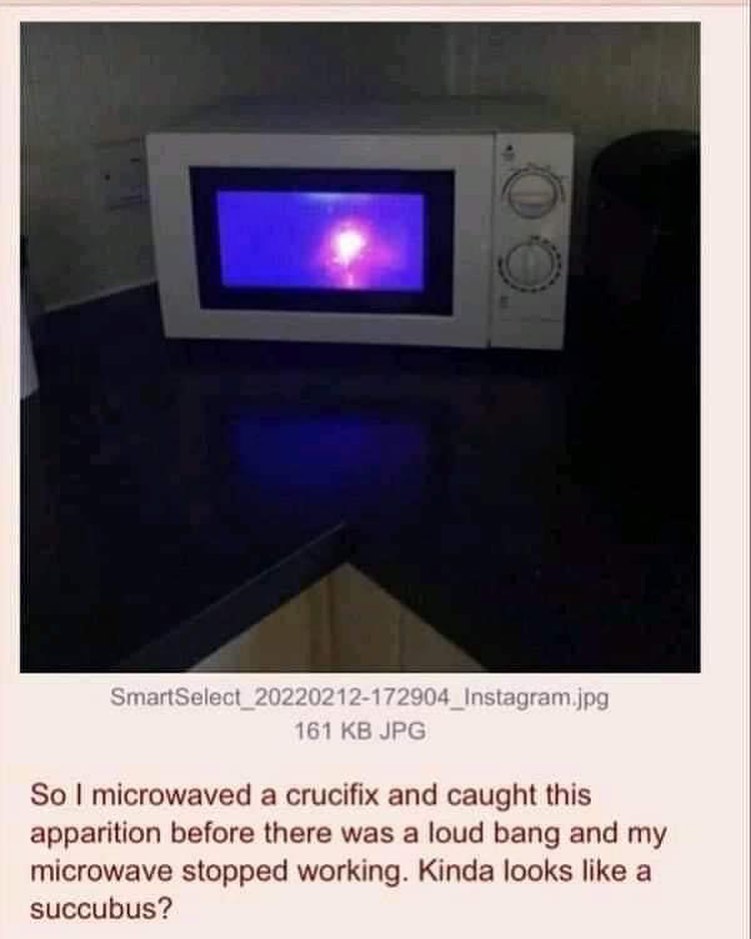 SmartSelect_20220212-172904_Instagram.jpg
161 KB JPG
So I microwaved a crucifix and caught this
apparition before there was a loud bang and my
microwave stopped working. Kinda looks like a
succubus?